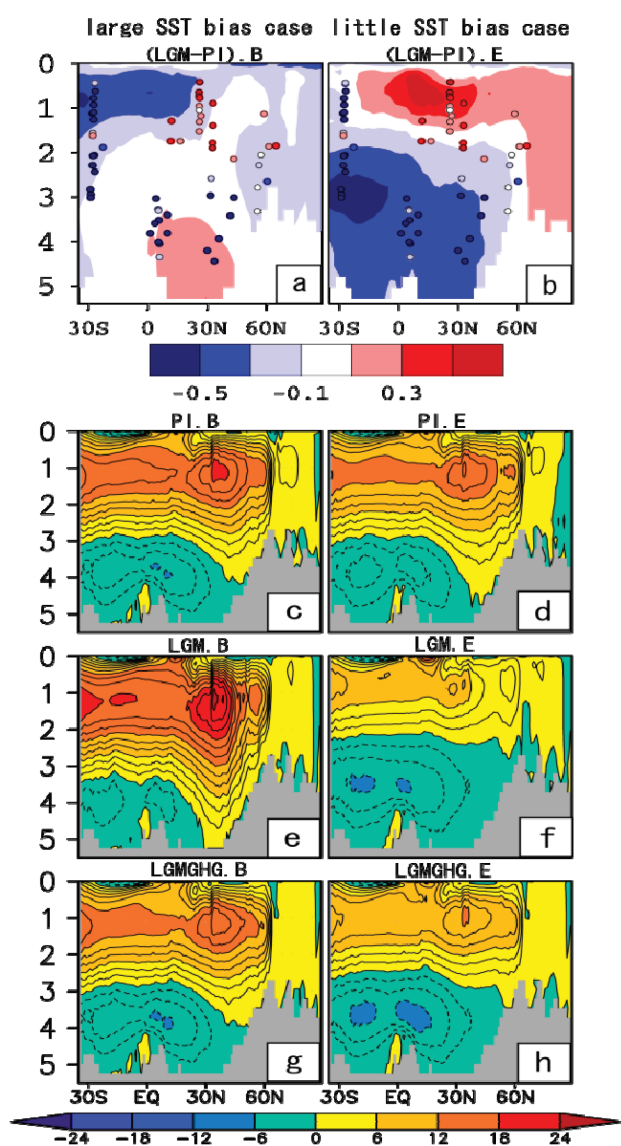 large SST bias case little SST bias case
(LGM-PI).B (LGM-PI).E
0
1
2
3
4
5
a b
30S 0 30N 60N 30S 0 30N 60N
-0.5 -0.1 0.3
PI.B PI.E
0
1
2
3
4
5
c d
LGM.B LGM.E
0
1
2
3
4
5
e f
LGMGHG.B LGMGHG.E
0
1
2
3
4
5
g h
30S EQ 30N 60N 30S EQ 30N 60N
-24 -18 -12 -6 0 6 12 18 24